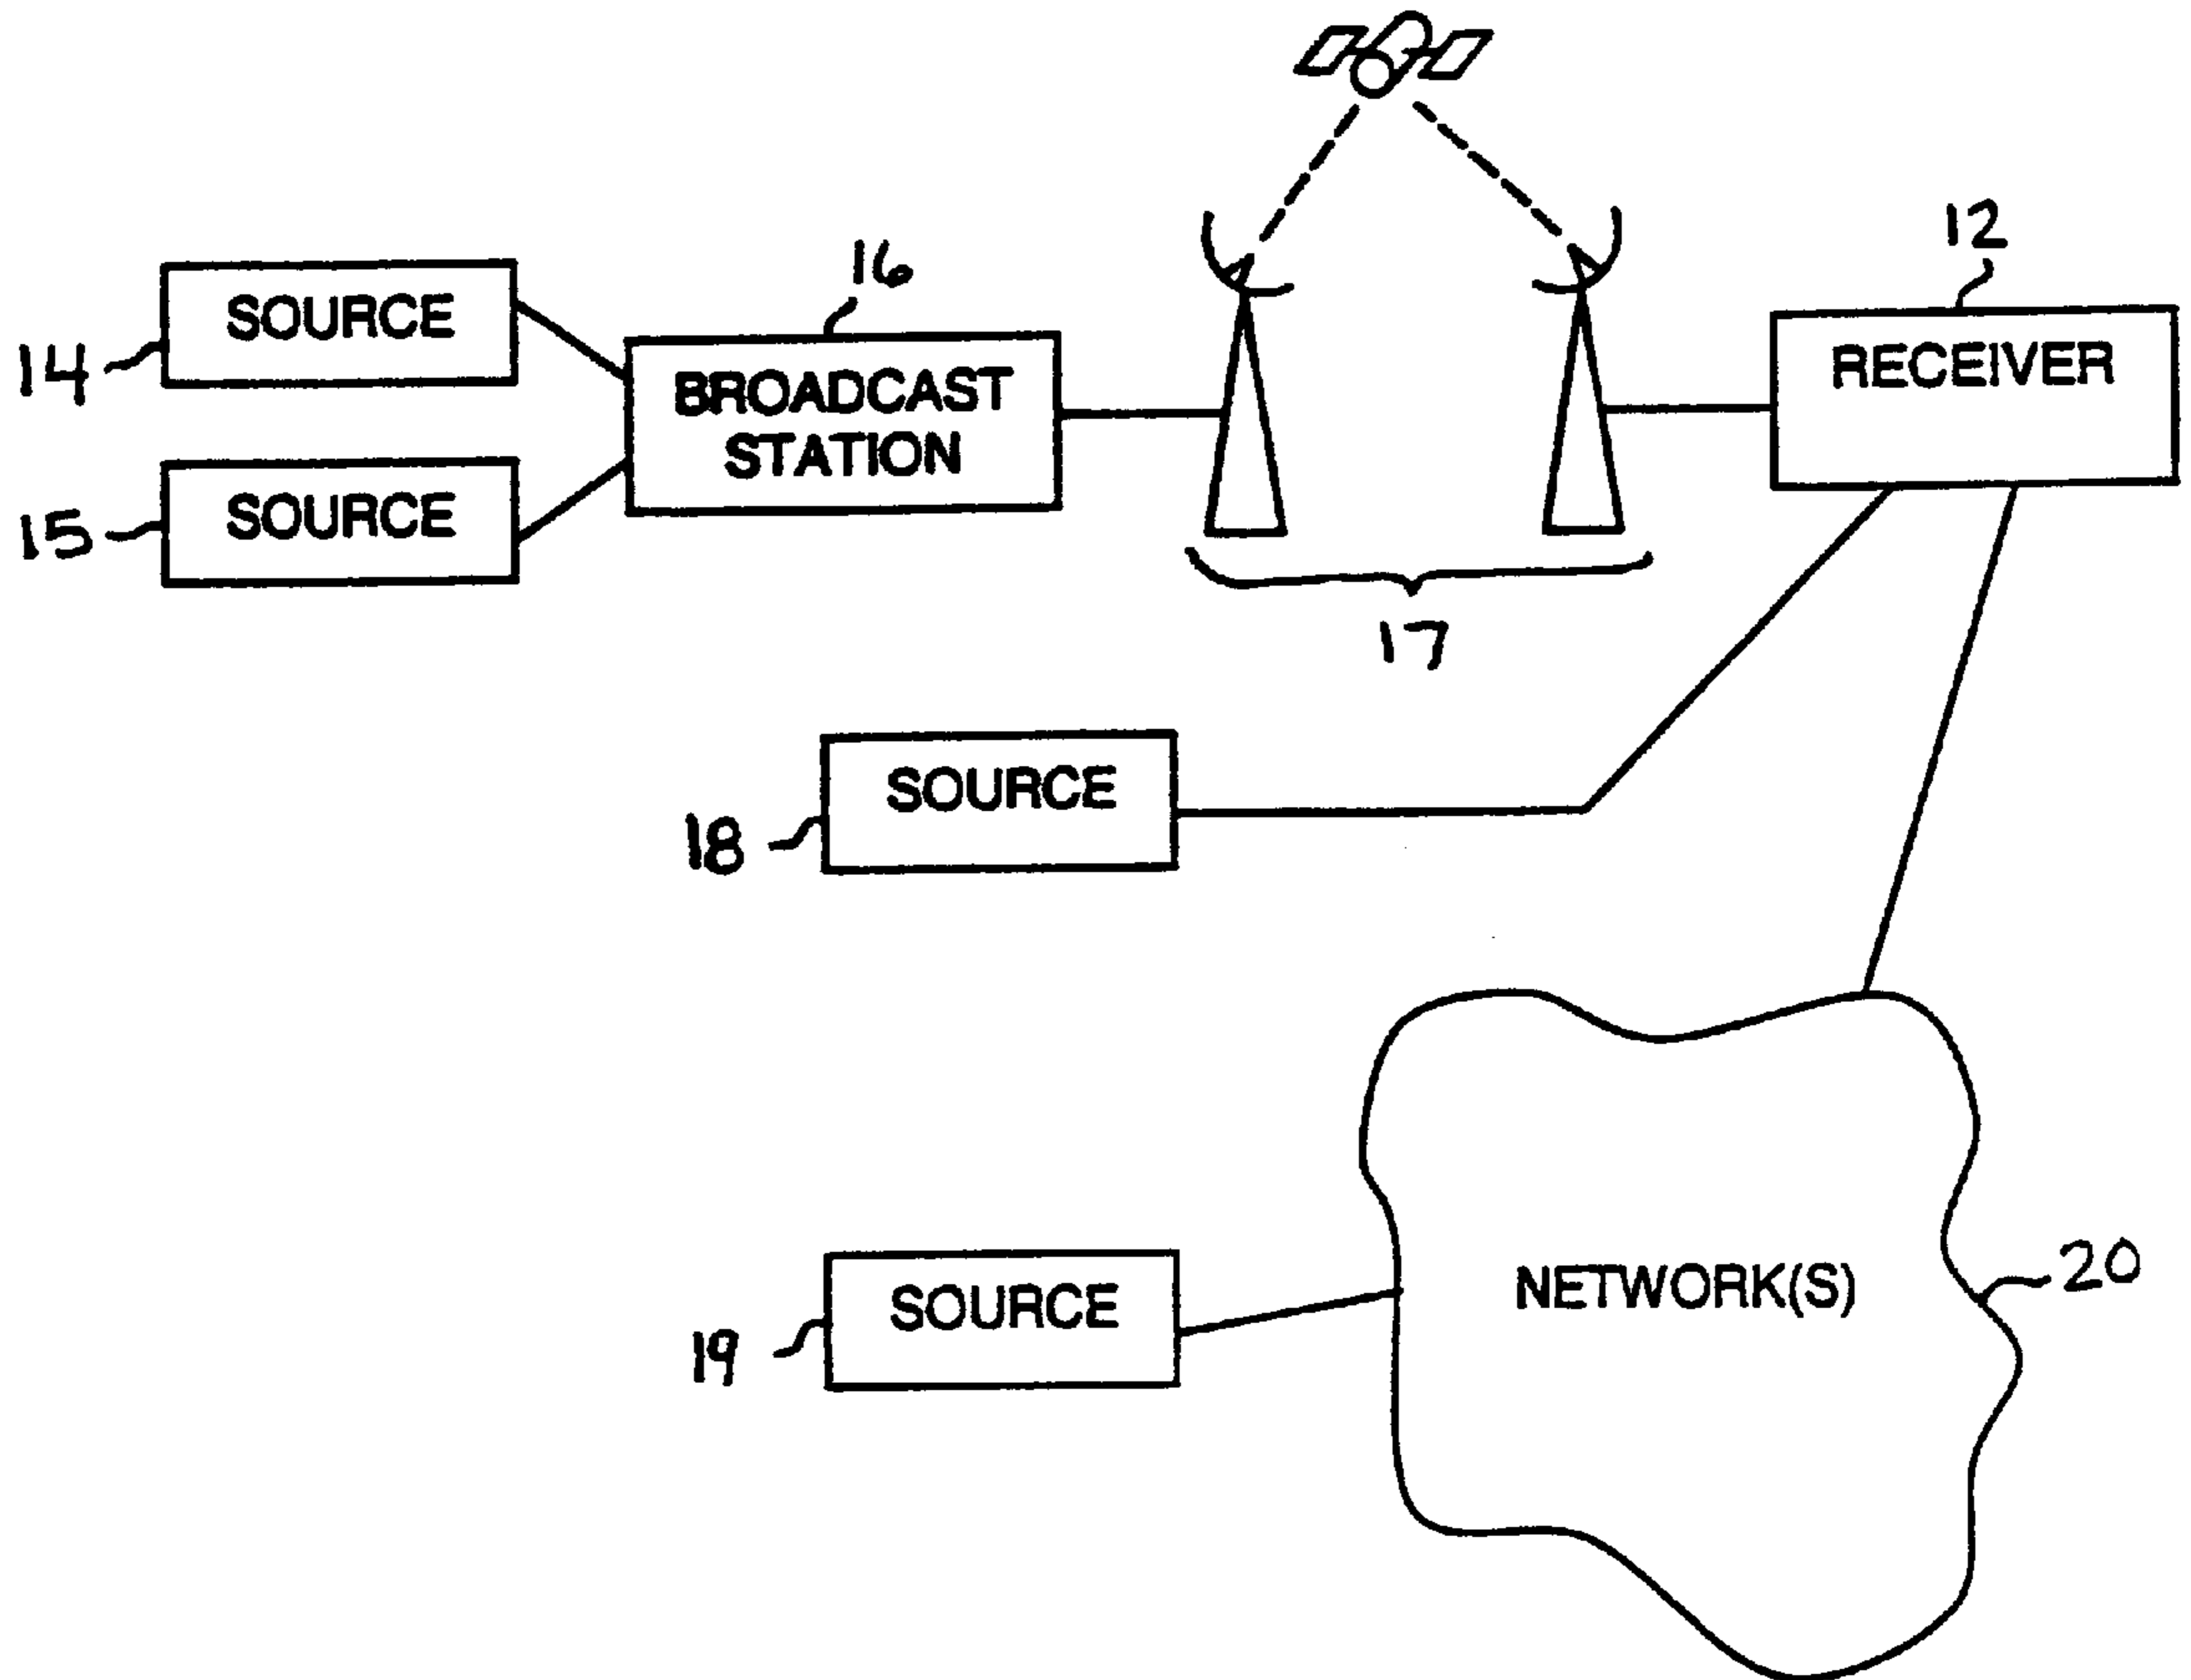 16
12
SOURCE
14
BROADCAST
STATION
RECEIVER
SOURCE
15
17
SOURCE
18
SOURCE
19
NETWORK(S)
20